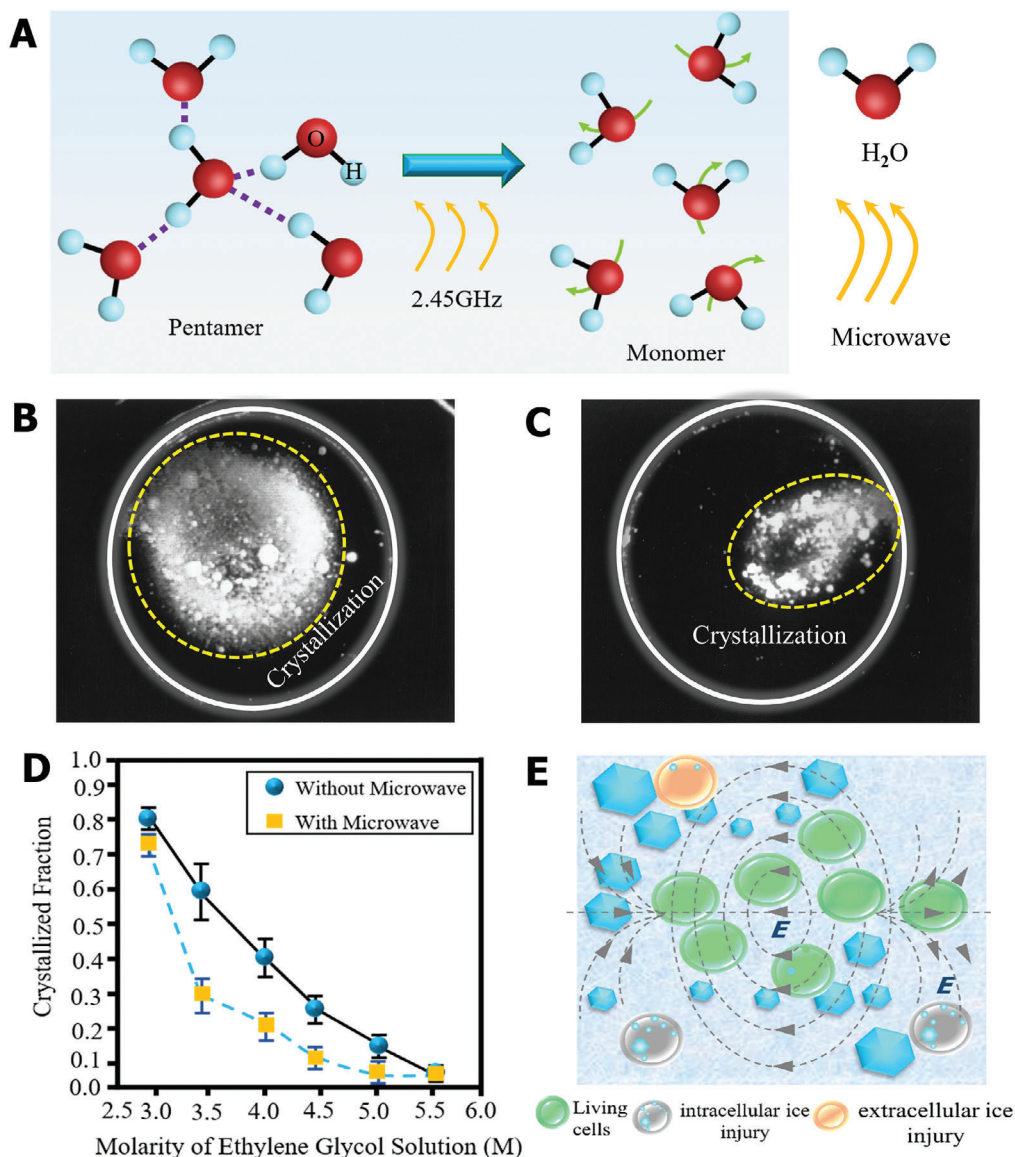 A
O
H
2.45GHz
Pentamer
Monomer
H₂O
Microwave
B
Crystallization
C
Crystallization
D
1.0
0.9
0.8
0.7
0.6
0.5
0.4
0.3
0.2
0.1
0.0
Without Microwave
With Microwave
Crystallized Fraction
2.5 3.0 3.5 4.0 4.5 5.0 5.5 6.0
Molarity of Ethylene Glycol Solution (M)
E
E
E
Living
cells
intracellular ice
injury
extracellular ice
injury